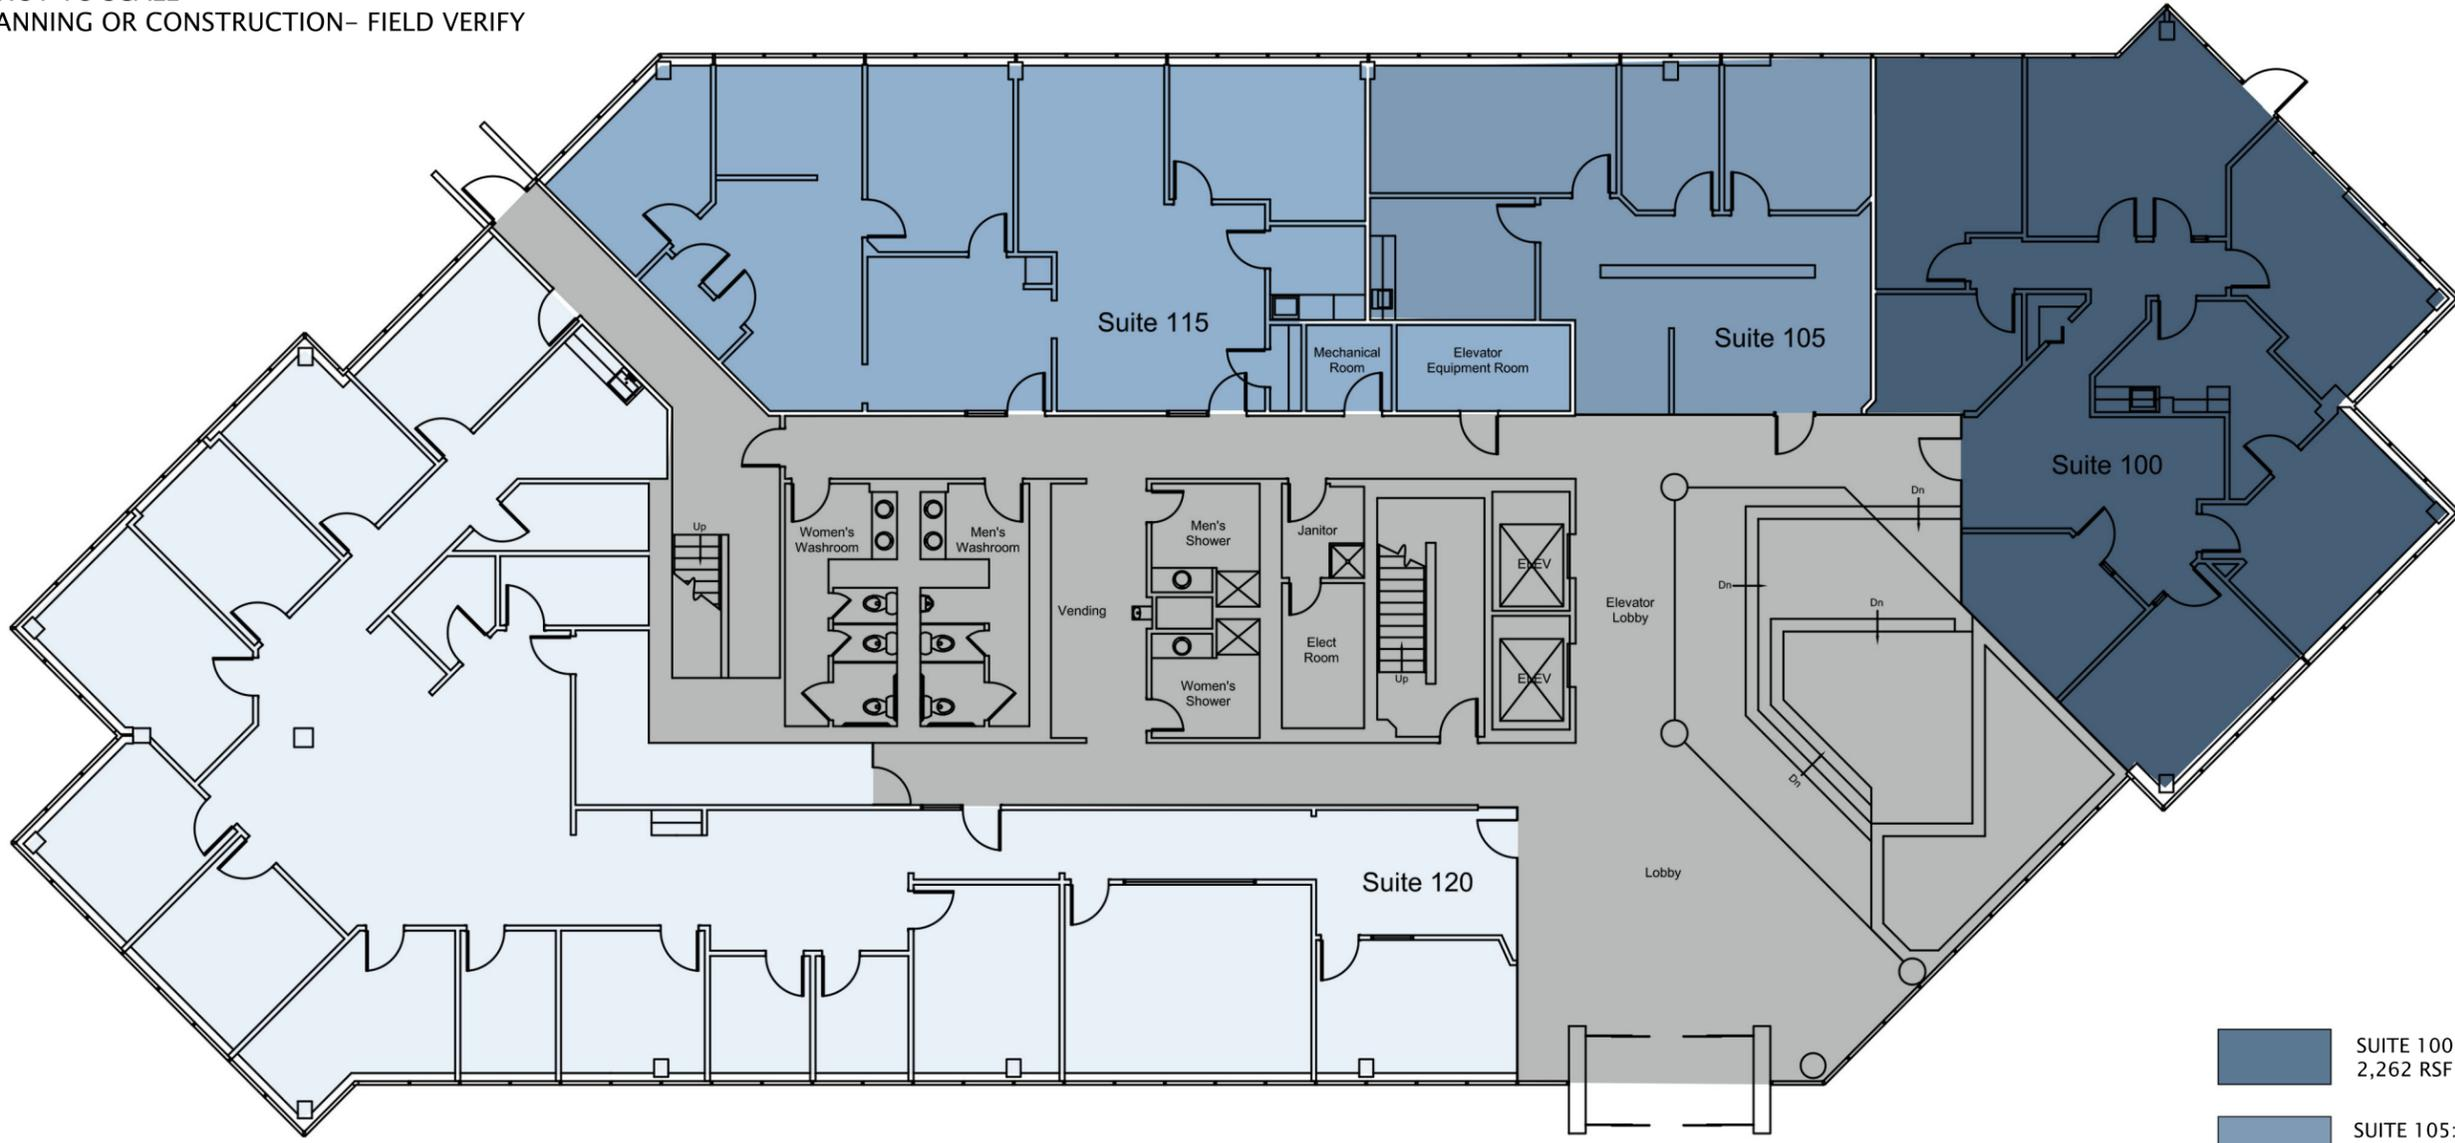 ANNING OR CONSTRUCTION- FIELD VERIFY
Suite 115
Mechanical
Room
Elevator
Equipment Room
Suite 105
Suite 100
Up
Women's
Washroom
Men's
Washroom
Vending
Men's
Shower
Women's
Shower
Janitor
Elect
Room
Up
ELEV
ELEV
Elevator
Lobby
Dn
Dn
Dn
Dn
Lobby
Suite 120
SUITE 100
2,262 RSF
SUITE 105: